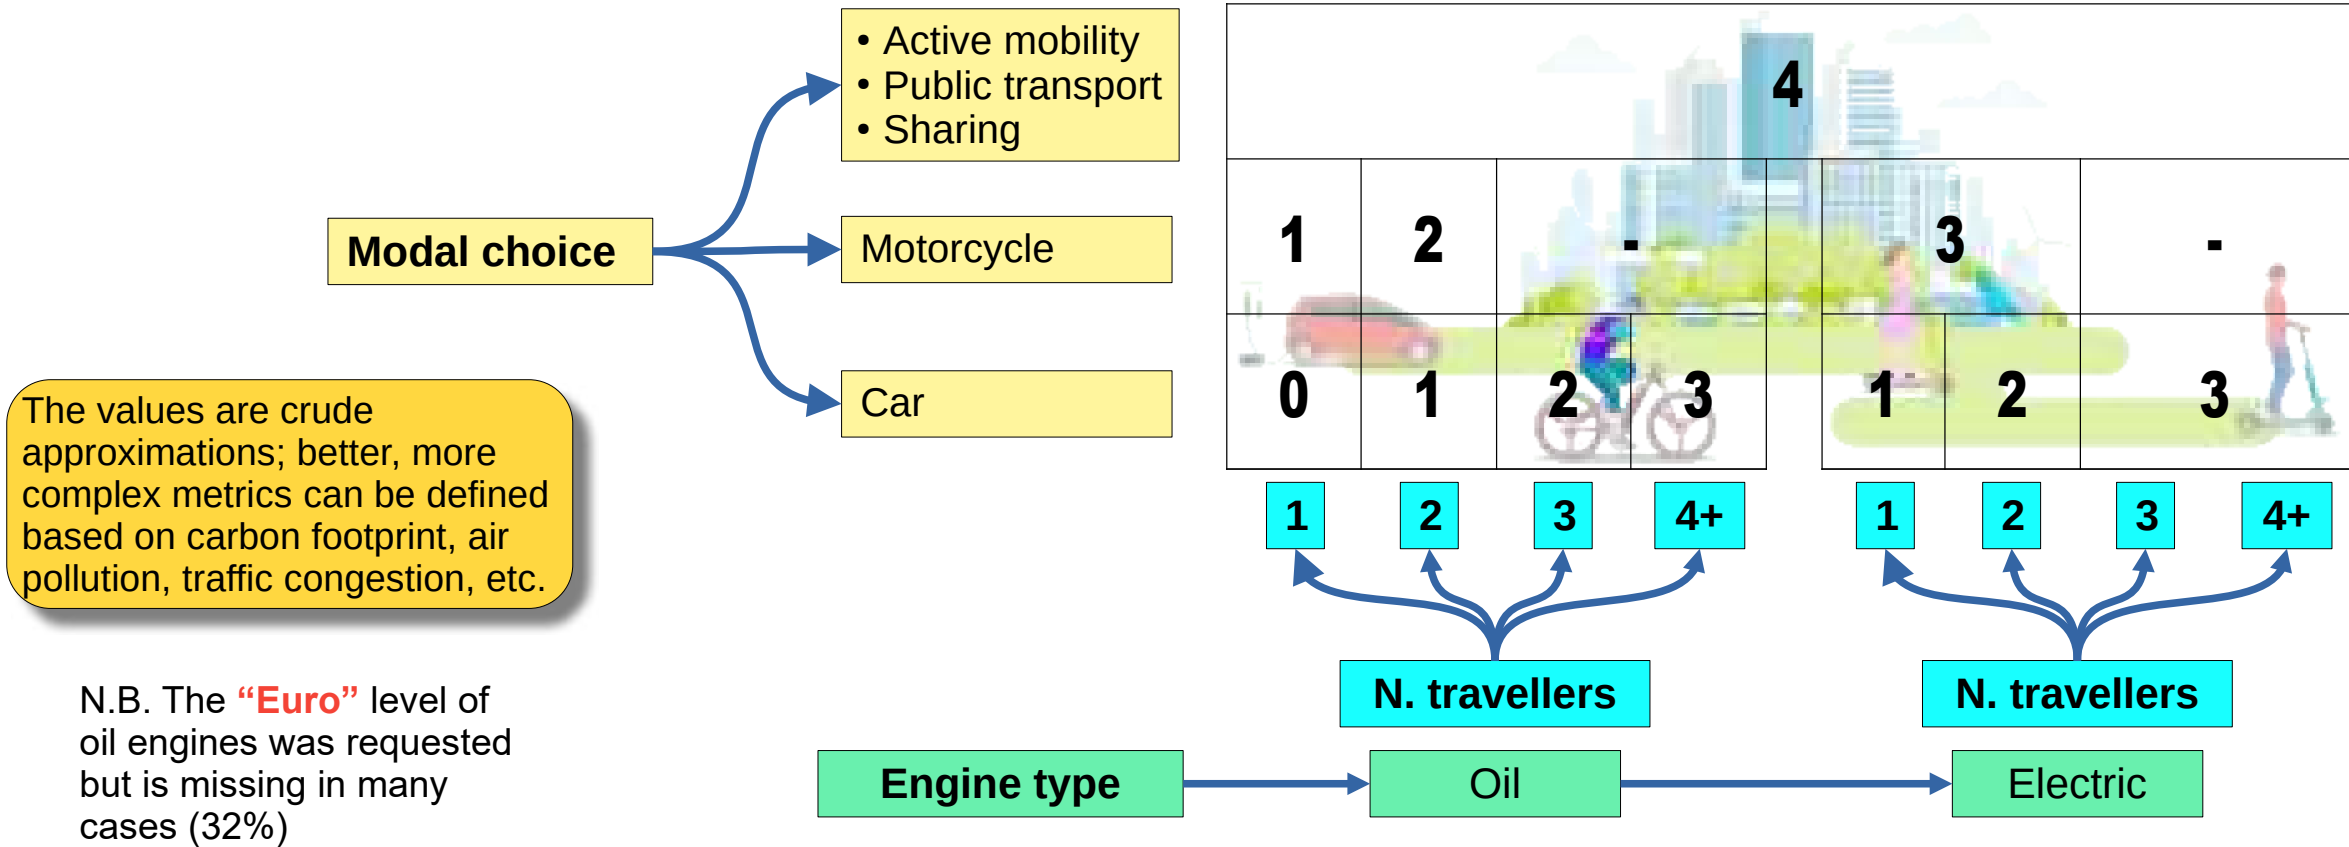 • Active mobility
• Public transport
• Sharing
4
Modal choice
Motorcycle
1 2 - 3 -
Car
0 1 2 3 1 2 3
The values are crude
approximations; better, more
complex metrics can be defined
based on carbon footprint, air
pollution, traffic congestion, etc.
1 2 3 4+ 1 2 3 4+
N. travellers N. travellers
N.B. The “Euro” level of
oil engines was requested
but is missing in many
cases (32%)
Engine type Oil Electric